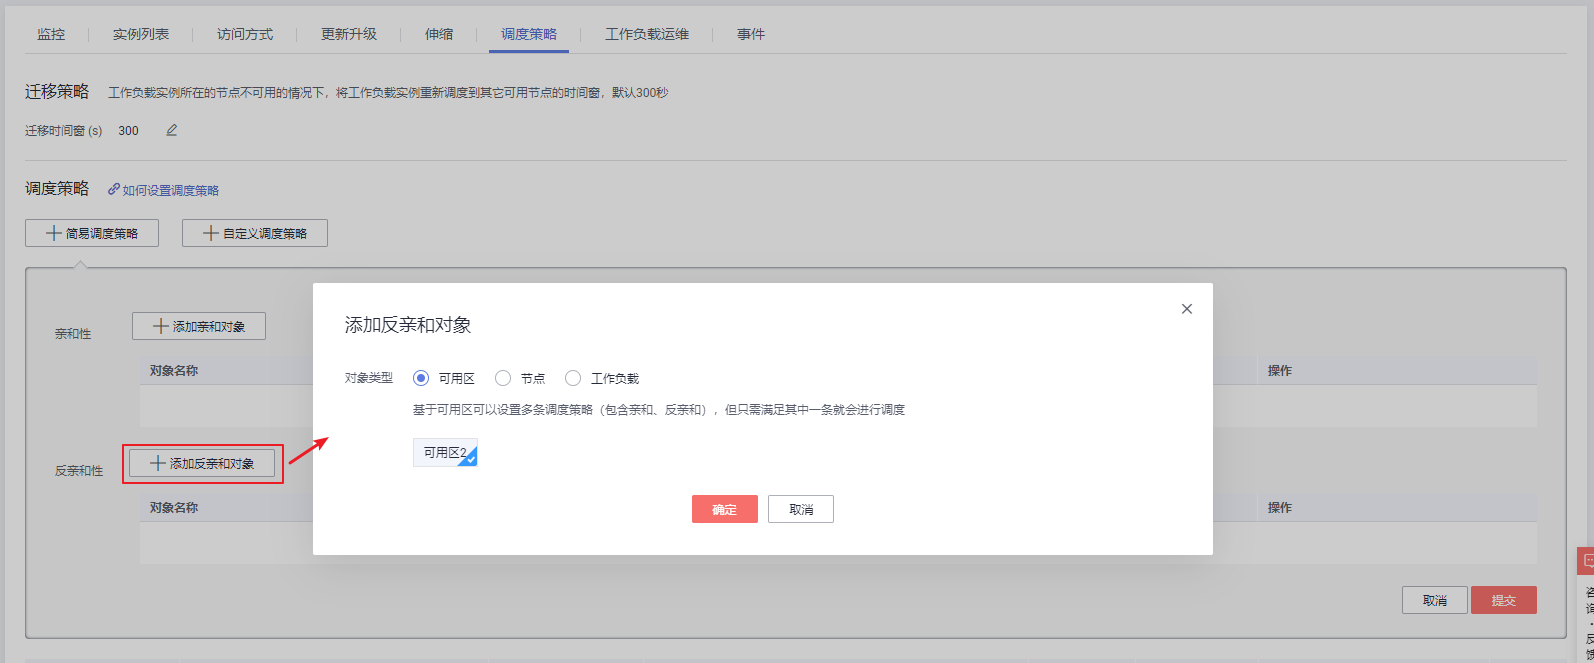 监控 实例列表 访问方式 更新升级 伸缩 调度策略 工作负载运维 事件
迁移策略 工作负载实例所在的节点不可用的情况下，将工作负载实例重新调度到其它可用节点的时间窗，默认300秒
迁移时间窗 (s) 300
调度策略 如何设置调度策略
简易调度策略 自定义调度策略
亲和性 添加亲和对象
对象名称 操作
反亲和性 添加反亲和对象
对象名称 操作
取消 提交
添加反亲和对象
对象类型 可用区 节点 工作负载
基于可用区可以设置多条调度策略（包含亲和、反亲和），但只需满足其中一条就会进行调度
可用区2
确定 取消
咨
询
·
反
馈